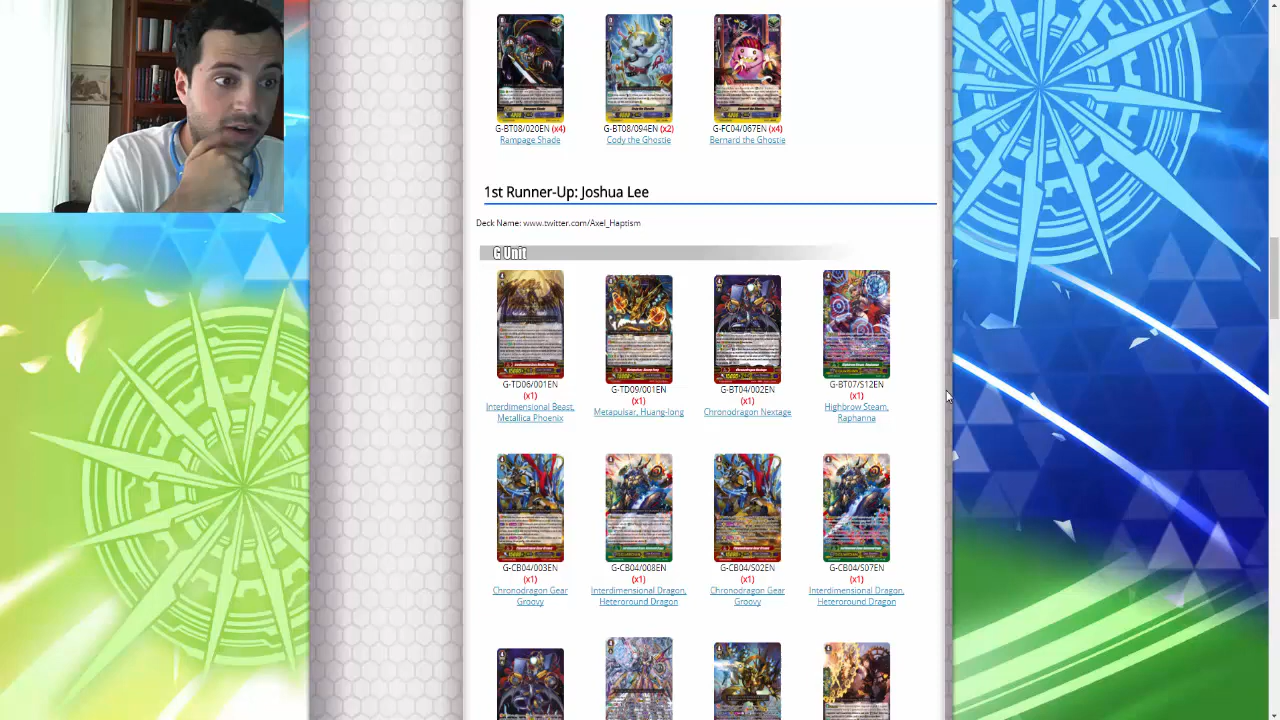 G-BT08/020EN (x4)
Rampage Shade
G-BT08/094EN (x2)
Cody the Ghostie
G-FC04/067EN (x4)
Bernard the Ghostie
1st Runner-Up: Joshua Lee
Deck Name: www.twitter.com/Axel_Haptism
G Unit
G-TD06/001EN
(x1)
Interdimensional Beast,
Metallica Phoenix
G-TD09/001EN
(x1)
Metapulsar, Huang-long
G-BT04/002EN
(x1)
Chronodragon Nextage
G-BT07/S12EN
(x1)
Highbrow Steam,
Raphanna
G-CB04/003EN
(x1)
Chronodragon Gear
Groovy
G-CB04/008EN
(x1)
Interdimensional Dragon,
Heteroround Dragon
G-CB04/S02EN
(x1)
Chronodragon Gear
Groovy
G-CB04/S07EN
(x1)
Interdimensional Dragon,
Heteroround Dragon